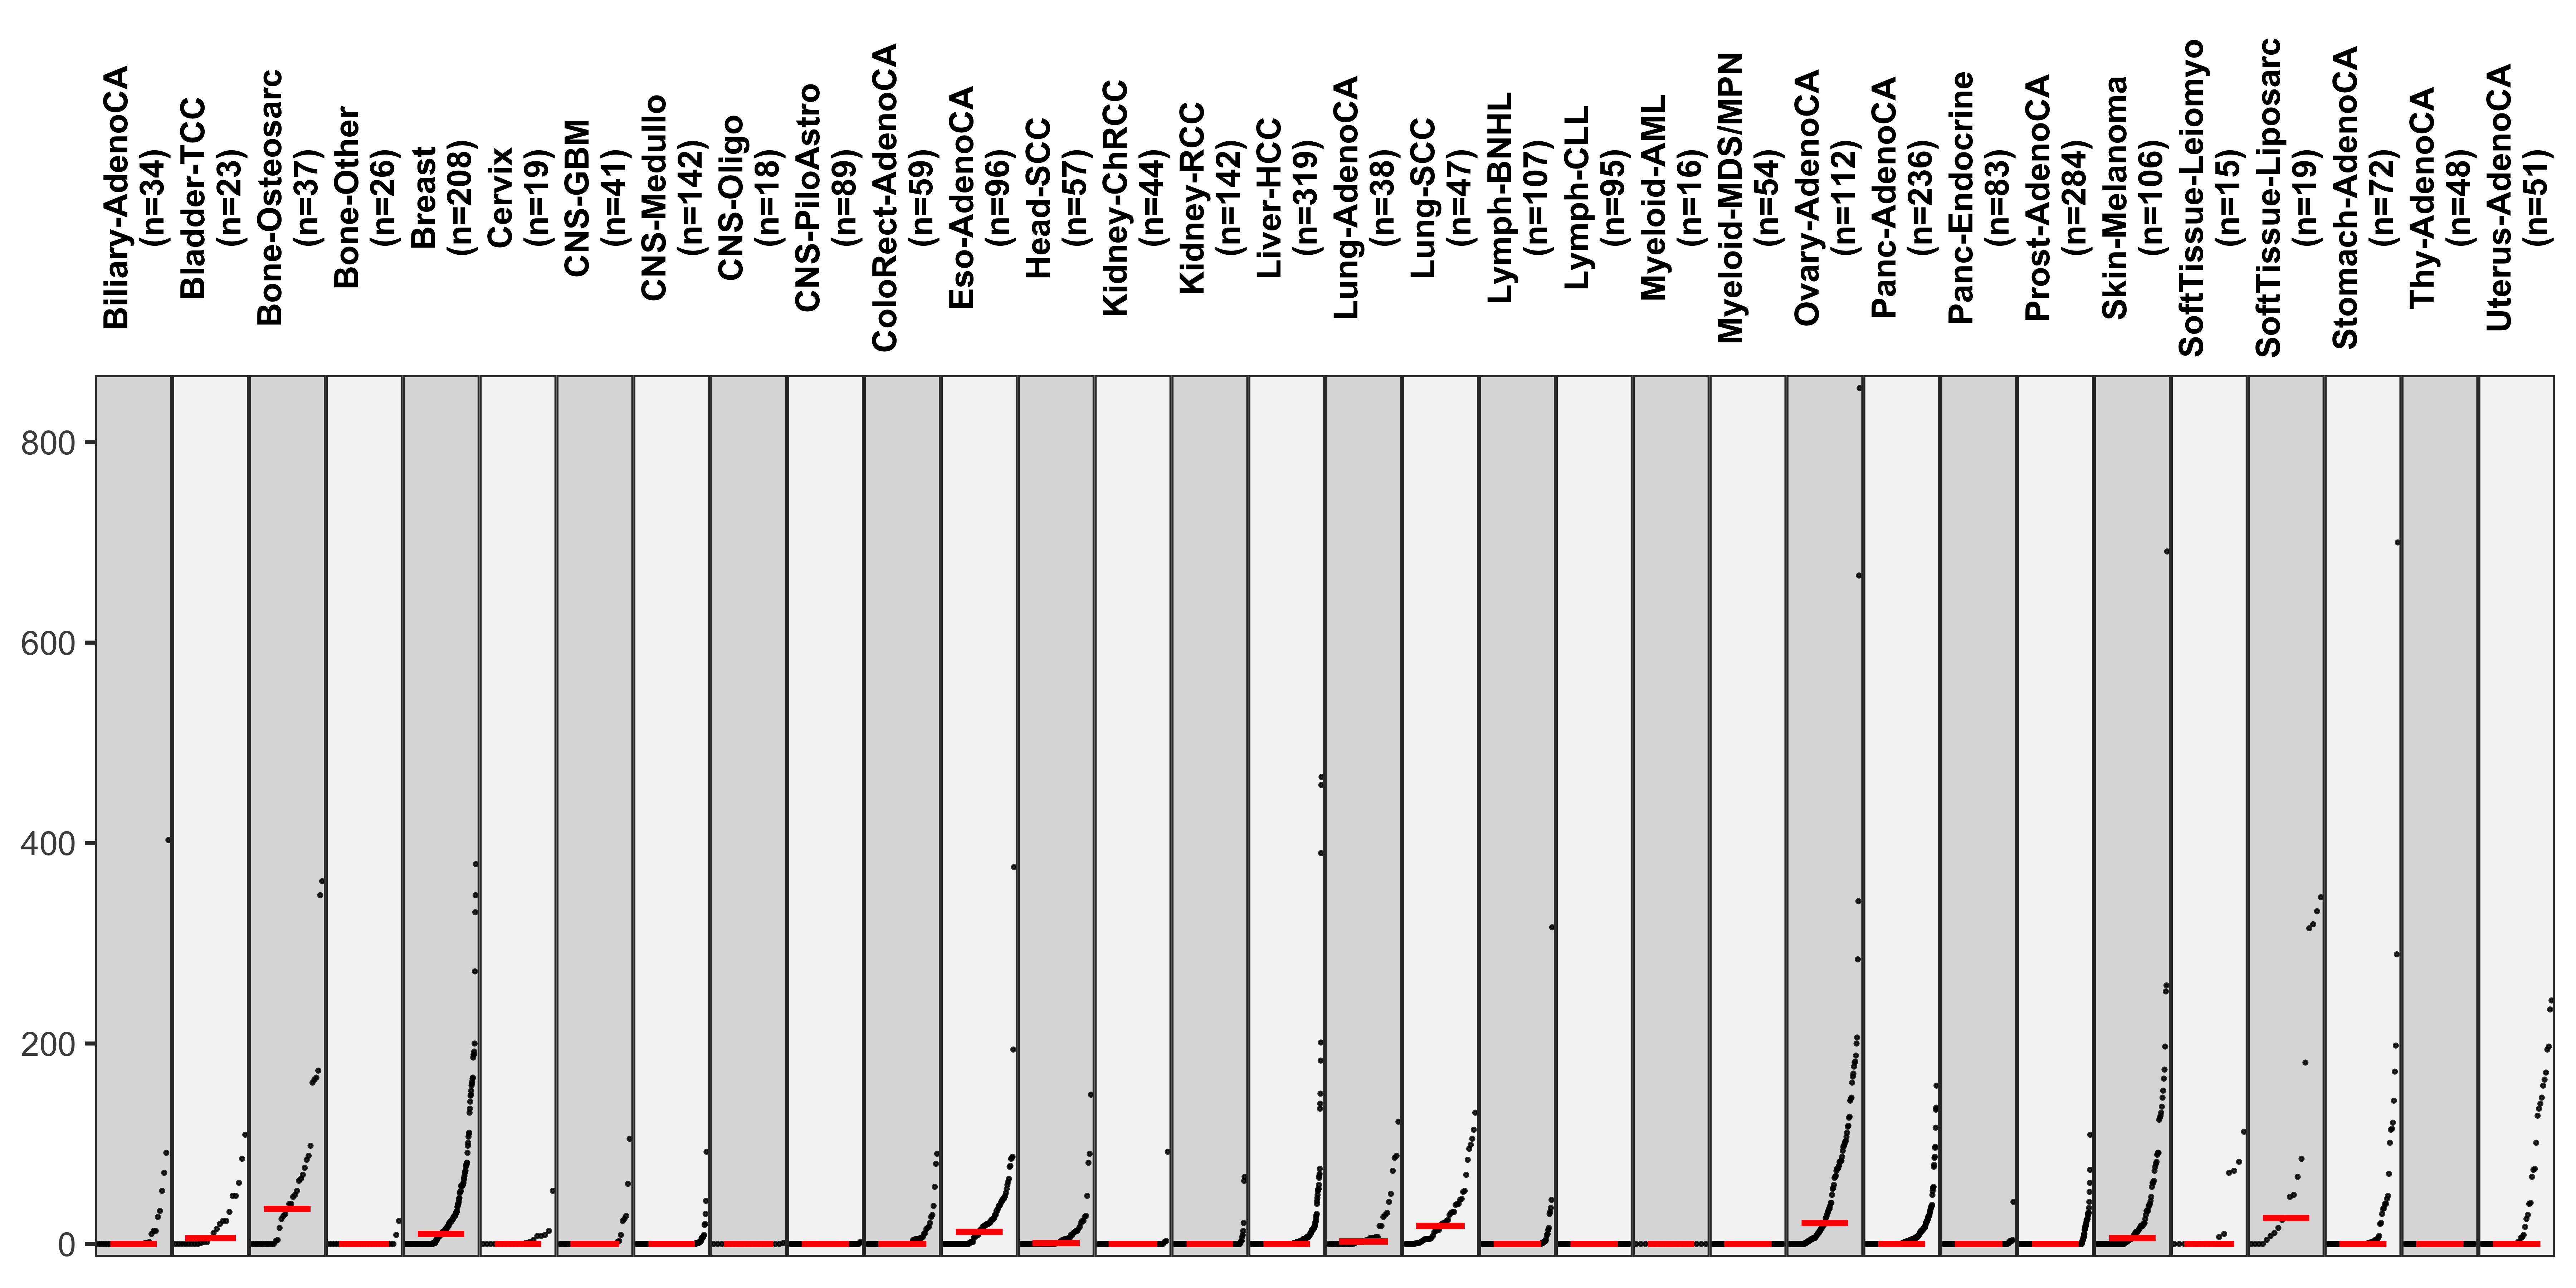 Biliary-AdenoCA
(n=34)
Bladder-TCC
(n=23)
Bone-Osteosarc
(n=37)
Bone-Other
(n=26)
Breast
(n=208)
Cervix
(n=19)
CNS-GBM
(n=41)
CNS-Medullo
(n=142)
CNS-Oligo
(n=18)
CNS-PiloAstro
(n=89)
ColoRect-AdenoCA
(n=59)
Eso-AdenoCA
(n=96)
Head-SCC
(n=57)
Kidney-ChRCC
(n=44)
Kidney-RCC
(n=142)
Liver-HCC
(n=319)
Lung-AdenoCA
(n=38)
Lung-SCC
(n=47)
Lymph-BNHL
(n=107)
Lymph-CLL
(n=95)
Myeloid-AML
(n=16)
Myeloid-MDS/MPN
(n=54)
Ovary-AdenoCA
(n=112)
Panc-AdenoCA
(n=236)
Panc-Endocrine
(n=83)
Prost-AdenoCA
(n=284)
Skin-Melanoma
(n=106)
SoftTissue-Leiomyo
(n=15)
SoftTissue-Liposarc
(n=19)
Stomach-AdenoCA
(n=72)
Thy-AdenoCA
(n=48)
Uterus-AdenoCA
(n=51)
800
600
400
200
0